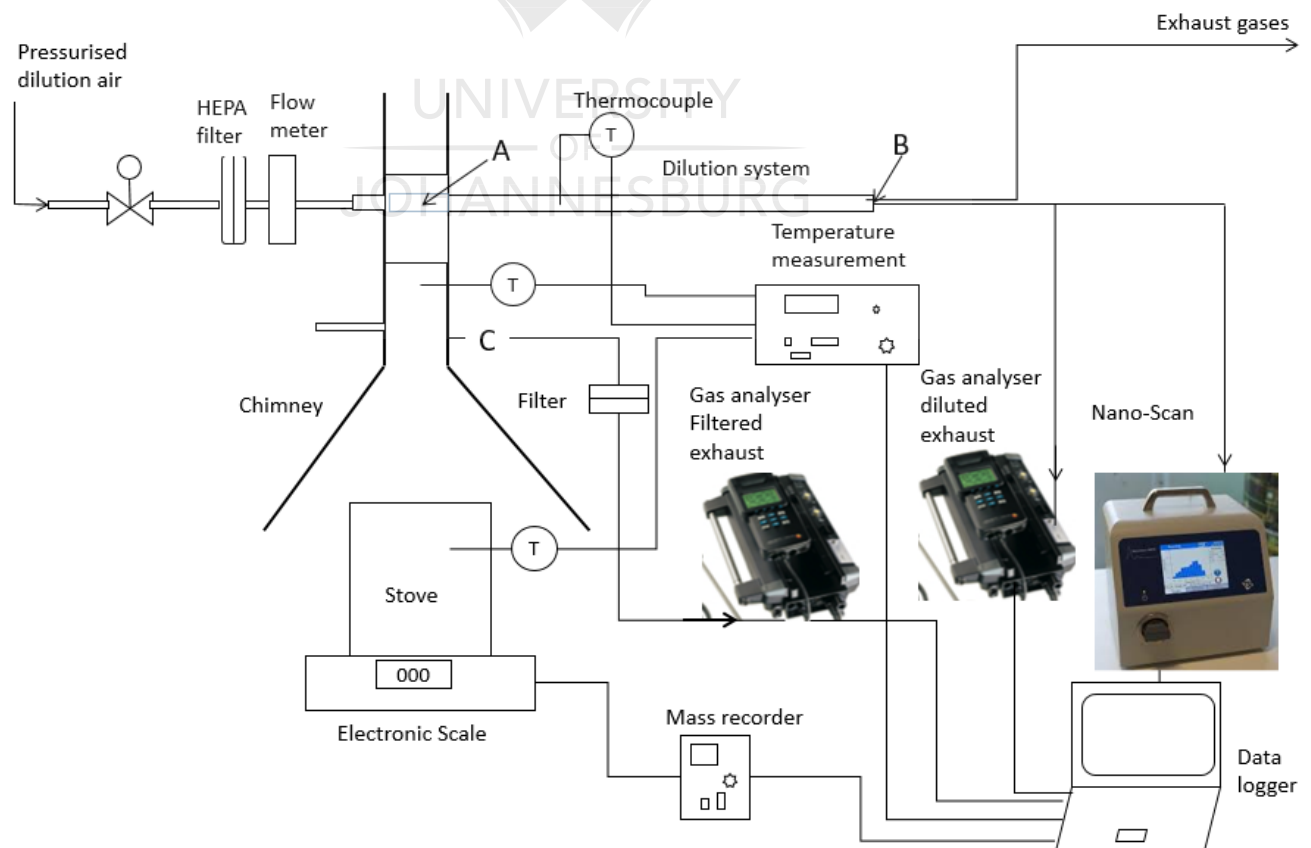 Exhaust gases
Pressurised
dilution air
HEPA
filter
Flow
meter
UNIVERSITY
OF
JOHANNESBURG
Thermocouple
T
A
Dilution system
B
Temperature
measurement
T
C
Chimney
Filter
Gas analyser
Filtered
exhaust
Gas analyser
diluted
exhaust
Nano-Scan
T
Stove
000
Electronic Scale
Mass recorder
Data
logger